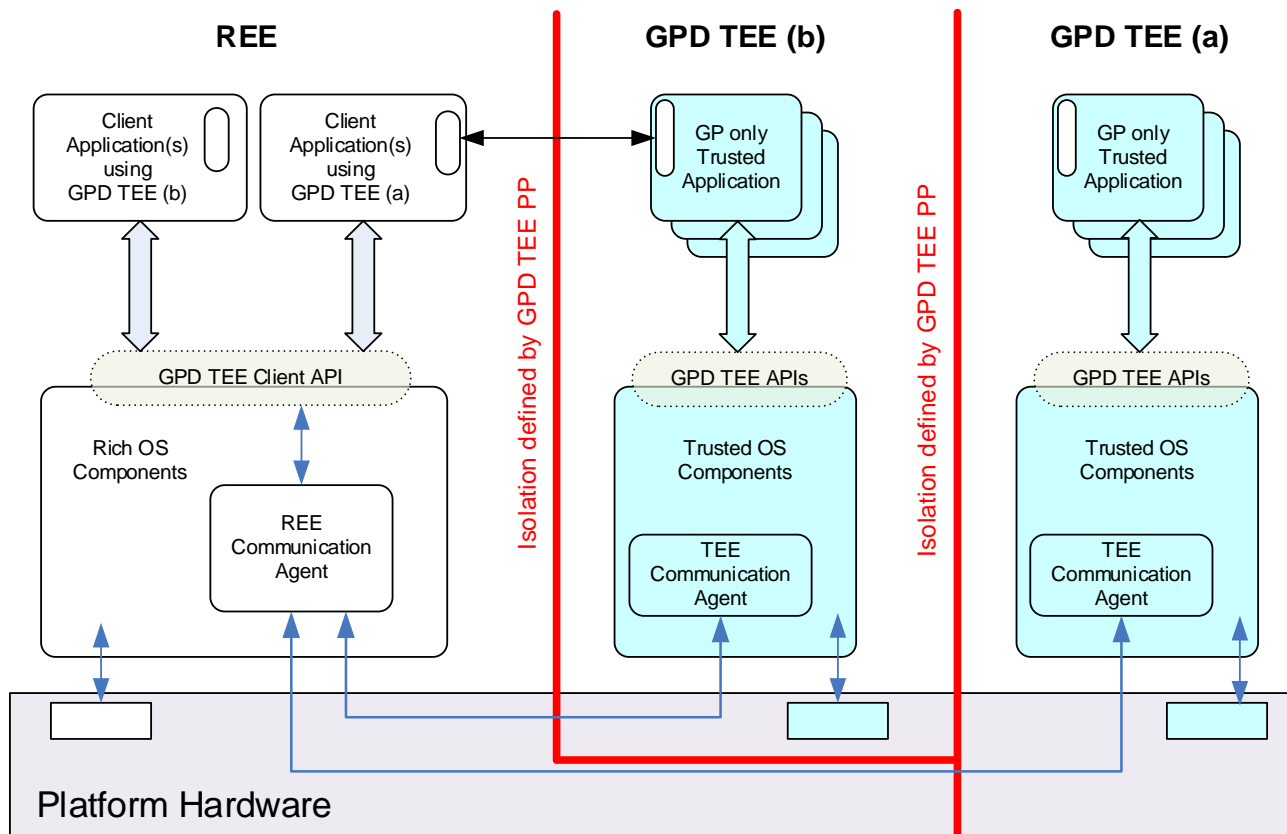 REE
GPD TEE (b)
GPD TEE (a)
Client
Application(s)
using
GPD TEE (b)
Client
Application(s)
using
GPD TEE (a)
GP only
Trusted
Application
GP only
Trusted
Application
Isolation defined by GPD TEE PP
Isolation defined by GPD TEE PP
GPD TEE Client API
GPD TEE APIs
GPD TEE APIs
Rich OS
Components
Trusted OS
Components
Trusted OS
Components
REE
Communication
Agent
TEE
Communication
Agent
TEE
Communication
Agent
Platform Hardware